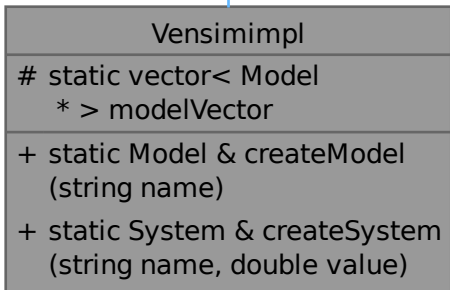 Vensimimpl
# static vector< Model
* > modelVector
+ static Model & createModel
(string name)
+ static System & createSystem
(string name, double value)